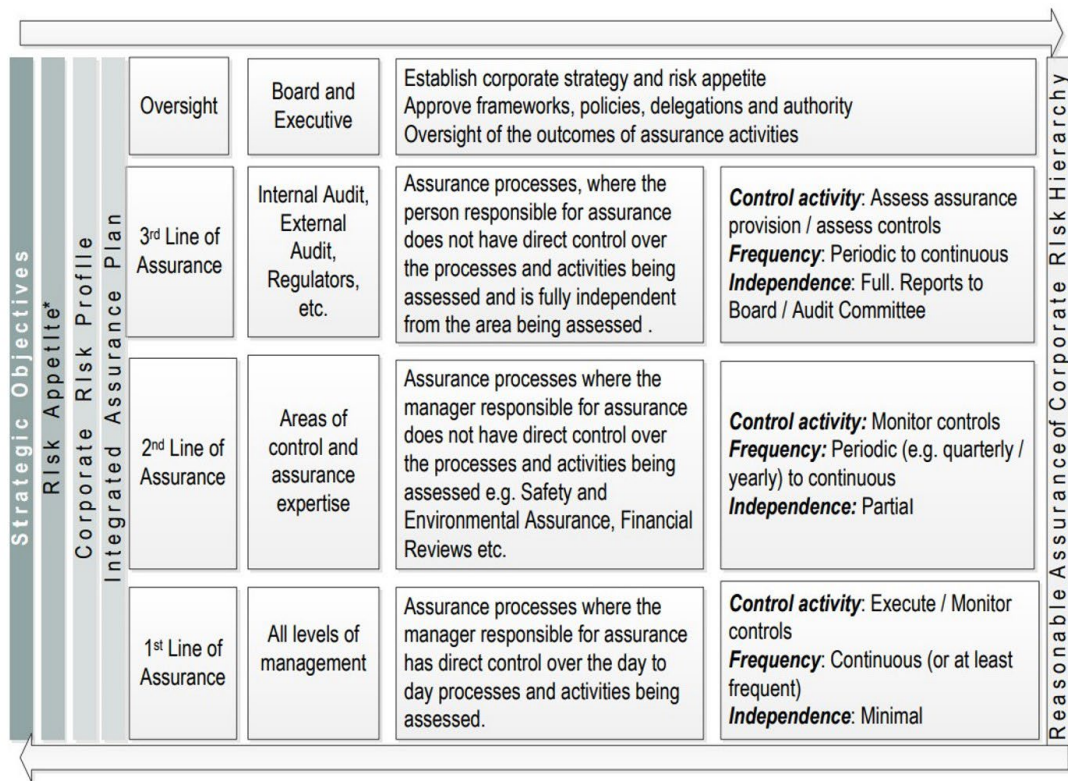 Strategic Objectives
RIsk AppetIte*
Corporate RIsk ProfIle
Integrated Assurance Plan
Oversight
Board and
Executive
Establish corporate strategy and risk appetite
Approve frameworks, policies, delegations and authority
Oversight of the outcomes of assurance activities
3rd Line of
Assurance
Internal Audit,
External
Audit,
Regulators,
etc.
Assurance processes, where the
person responsible for assurance
does not have direct control over
the processes and activities being
assessed and is fully independent
from the area being assessed .
Control activity: Assess assurance
provision / assess controls
Frequency: Periodic to continuous
Independence: Full. Reports to
Board / Audit Committee
2nd Line of
Assurance
Areas of
control and
assurance
expertise
Assurance processes where the
manager responsible for assurance
does not have direct control over
the processes and activities being
assessed e.g. Safety and
Environmental Assurance, Financial
Reviews etc.
Control activity: Monitor controls
Frequency: Periodic (e.g. quarterly /
yearly) to continuous
Independence: Partial
1st Line of
Assurance
All levels of
management
Assurance processes where the
manager responsible for assurance
has direct control over the day to
day processes and activities being
assessed.
Control activity: Execute / Monitor
controls
Frequency: Continuous (or at least
frequent)
Independence: Minimal
Reasonable Assurance of Corporate RIsk Hierarchy